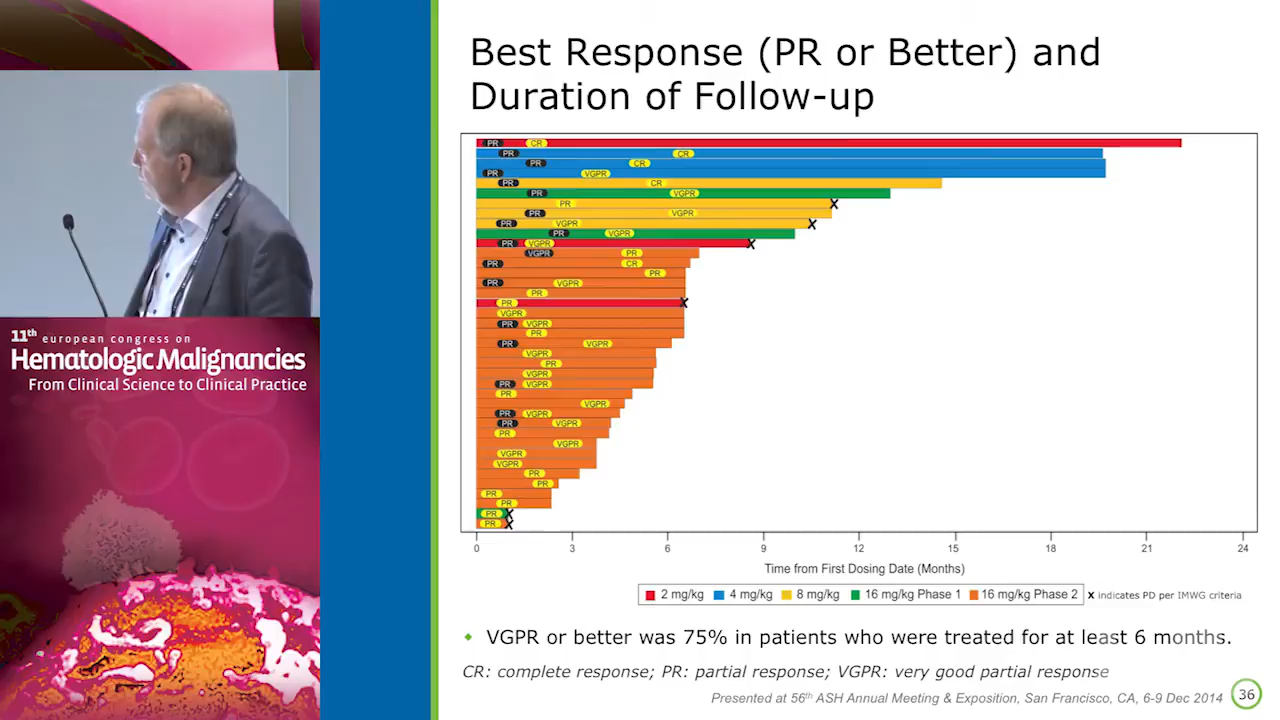 Best Response (PR or Better) and
Duration of Follow-up
11th european congress on
Hematologic Malignancies
From Clinical Science to Clinical Practice
PR CR
PR CR
PR CR
PR VGPR
PR CR
PR VGPR
PR X
PR VGPR
PR VGPR X
PR VGPR
PR VGPR X
VGPR PR
PR CR
PR
PR VGPR
PR
PR X
VGPR
PR VGPR
PR
PR VGPR
VGPR
PR
VGPR
PR VGPR
PR
VGPR
PR VGPR
PR VGPR
PR
VGPR
VGPR
VGPR
PR
PR
PR
PR
PR X
PR X
0 3 6 9 12 15 18 21 24
Time from First Dosing Date (Months)
2 mg/kg 4 mg/kg 8 mg/kg 16 mg/kg Phase 1 16 mg/kg Phase 2 x indicates PD per IMWG criteria
VGPR or better was 75% in patients who were treated for at least 6 months.
CR: complete response; PR: partial response; VGPR: very good partial response
Presented at 56th ASH Annual Meeting & Exposition, San Francisco, CA, 6-9 Dec 2014
36